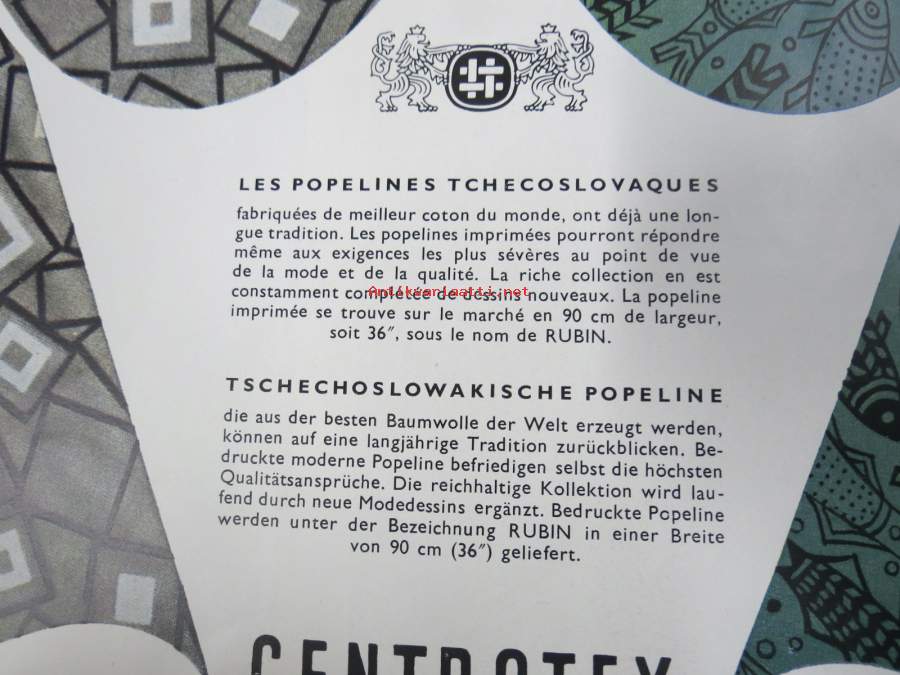 LES POPELINES TCHECOSLOVAQUES
fabriquées de meilleur coton du monde, ont déjà une lon-
gue tradition. Les popelines imprimées pourront répondre
même aux exigences les plus sévères au point de vue
de la mode et de la qualité. La riche collection en est
constamment complétée de dessins nouveaux. La popeline
Antikvariaatti.net
imprimée se trouve sur le marché en 90 cm de largeur,
soit 36″, sous le nom de RUBIN.
TSCHECHOSLOWAKISCHE POPELINE
die aus der besten Baumwolle der Welt erzeugt werden,
können auf eine langjährige Tradition zurückblicken. Be-
druckte moderne Popeline befriedigen selbst die höchsten
Qualitätsansprüche. Die reichhaltige Kollektion wird lau-
fend durch neue Modedessins ergänzt. Bedruckte Popeline
werden unter der Bezeichnung RUBIN in einer Breite
von 90 cm (36″) geliefert.
CENTROTEX